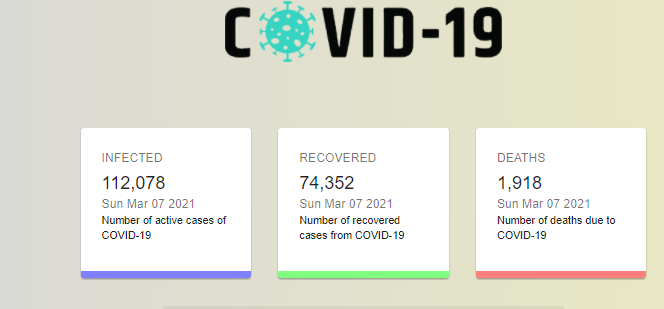 COVID-19
INFECTED
112,078
Sun Mar 07 2021
Number of active cases of
COVID-19
RECOVERED
74,352
Sun Mar 07 2021
Number of recovered
cases from COVID-19
DEATHS
1,918
Sun Mar 07 2021
Number of deaths due to
COVID-19